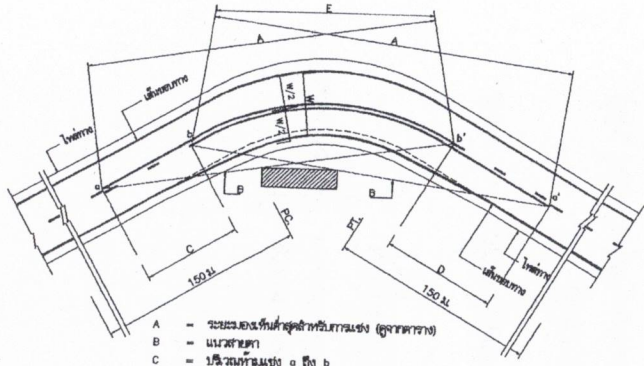 E
A
A
เส้นขอบทาง
ไหล่ทาง
W/2
W
W/4
b
b'
a
a'
B
B
P.C.
P.T.
C
D
ไหล่ทาง
เส้นขอบทาง
150 ม.
150 ม.
A = ระยะมองเห็นต่ำสุดสำหรับการแซง (ดูจากตาราง)
B = แนวสายตา
C = บริเวณห้ามแซง a ถึง b